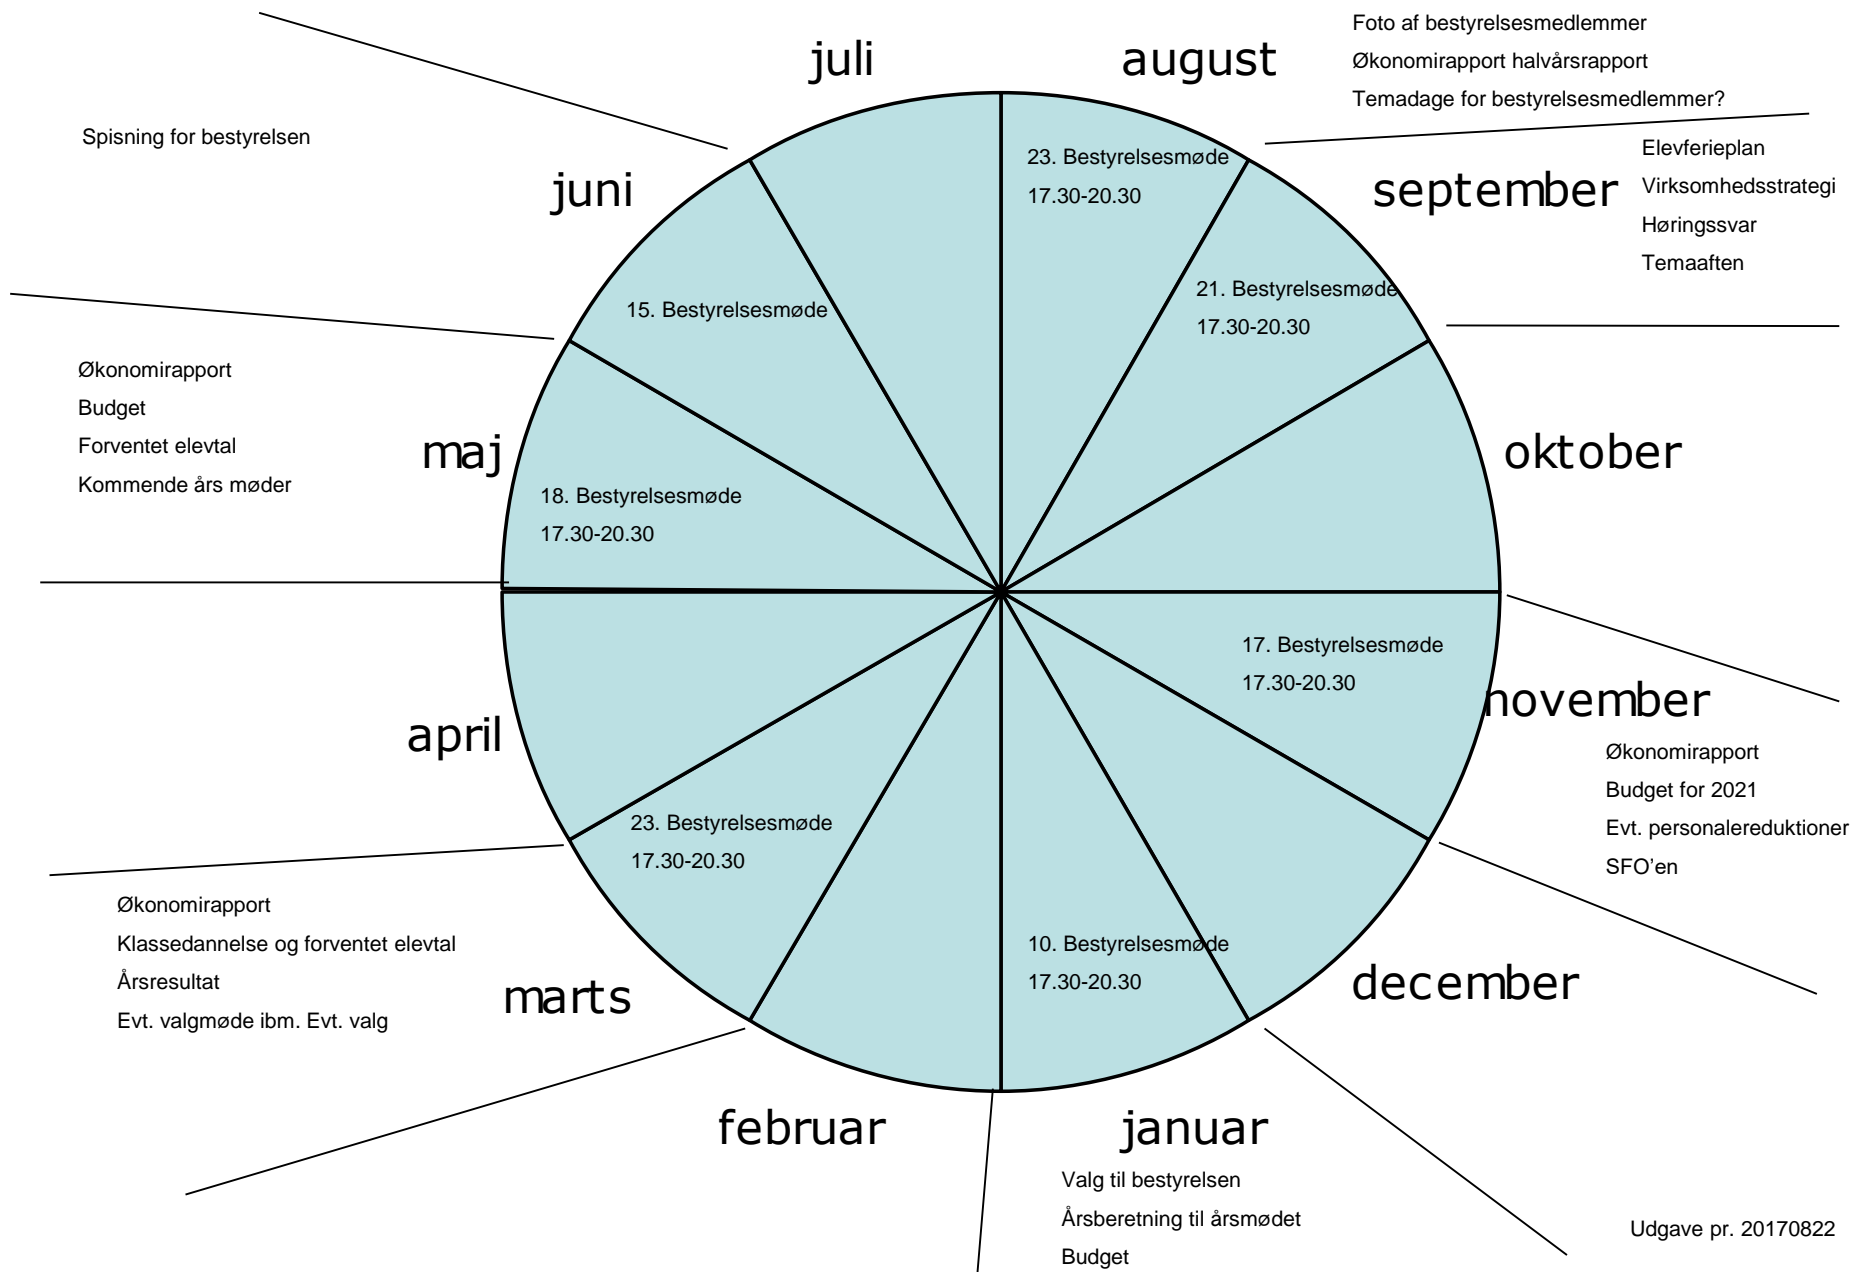 juli
august
Foto af bestyrelsesmedlemmer
Økonomirapport halvårsrapport
Temadage for bestyrelsesmedlemmer?
23. Bestyrelsesmøde
17.30-20.30
september
Elevferieplan
Virksomhedsstrategi
Høringssvar
Temaaften
21. Bestyrelsesmøde
17.30-20.30
oktober
17. Bestyrelsesmøde
17.30-20.30
november
Økonomirapport
Budget for 2021
Evt. personalereduktioner
SFO'en
december
10. Bestyrelsesmøde
17.30-20.30
januar
Valg til bestyrelsen
Årsberetning til årsmødet
Budget
februar
23. Bestyrelsesmøde
17.30-20.30
marts
Økonomirapport
Klassedannelse og forventet elevtal
Årsresultat
Evt. valgmøde ibm. Evt. valg
april
18. Bestyrelsesmøde
17.30-20.30
maj
Økonomirapport
Budget
Forventet elevtal
Kommende års møder
15. Bestyrelsesmøde
juni
Spisning for bestyrelsen
Udgave pr. 20170822